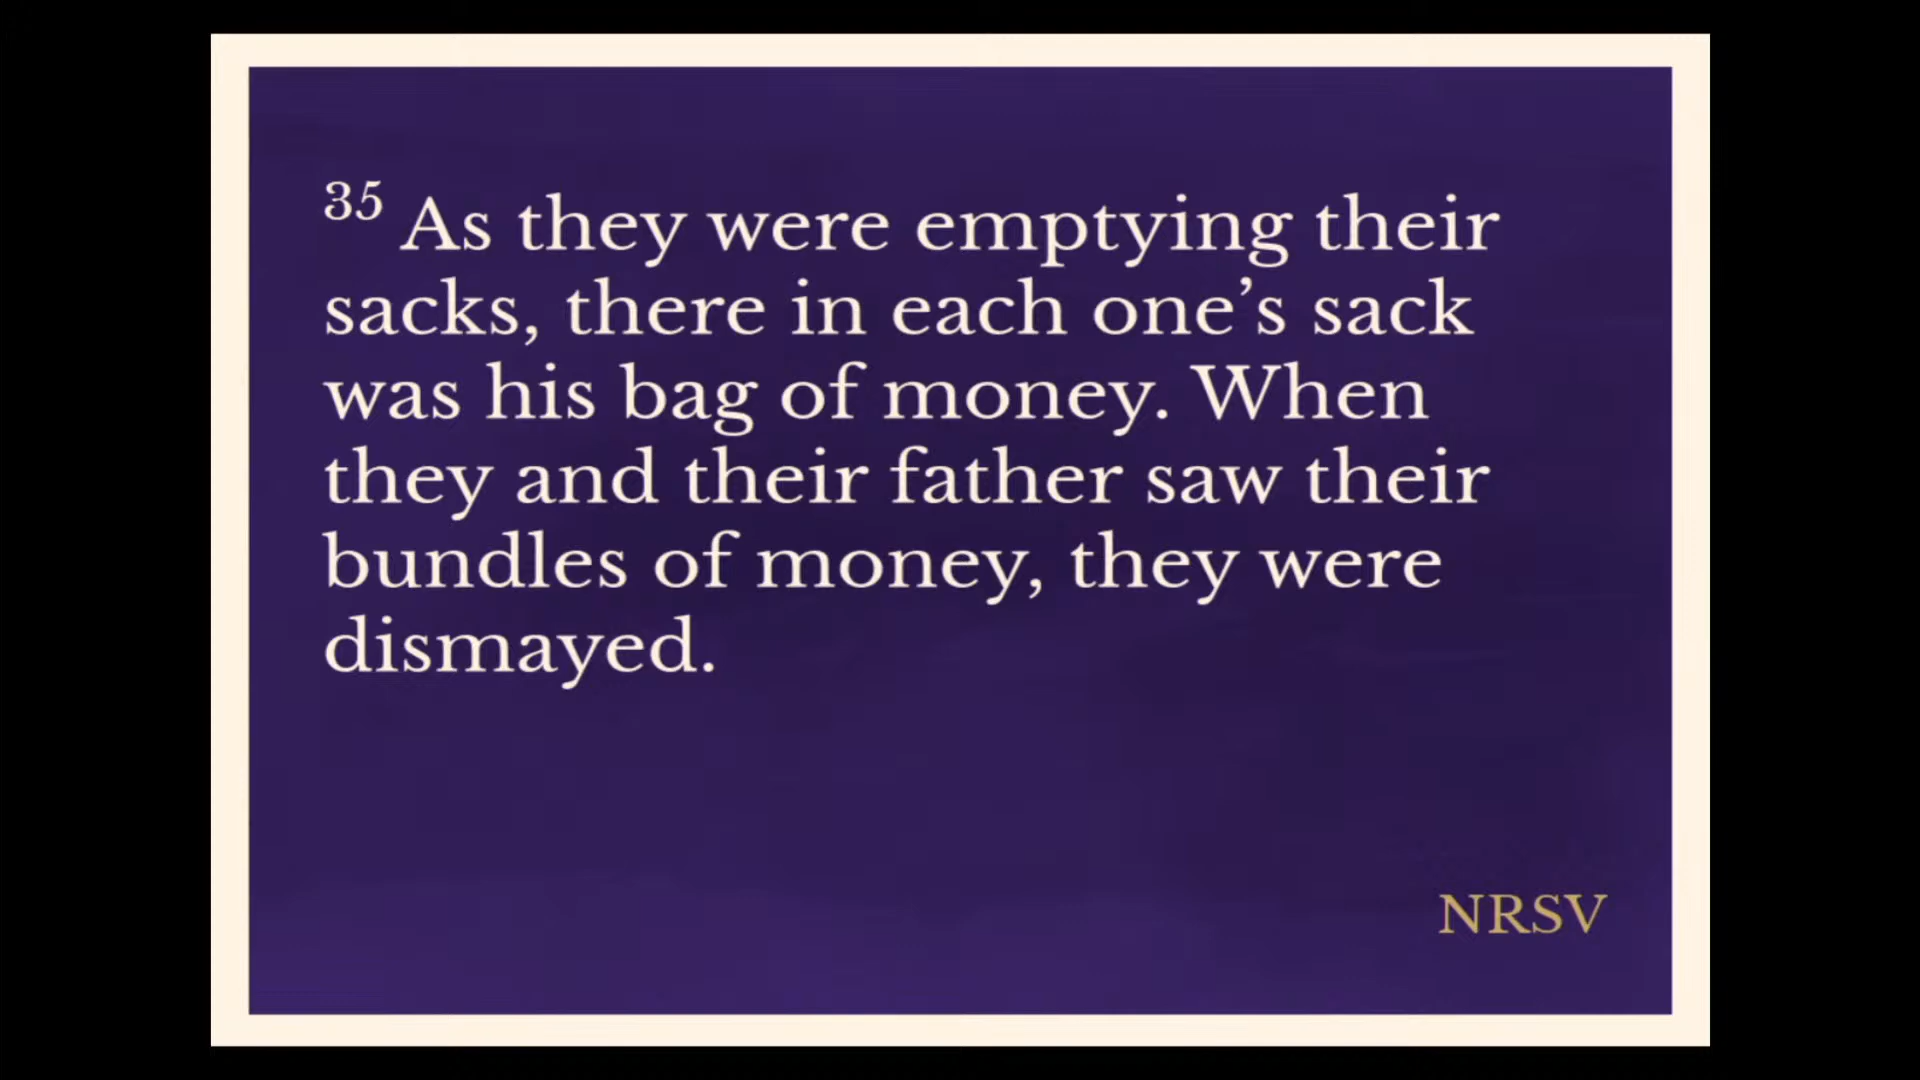 35 As they were emptying their
sacks, there in each one’s sack
was his bag of money. When
they and their father saw their
bundles of money, they were
dismayed.
NRSV